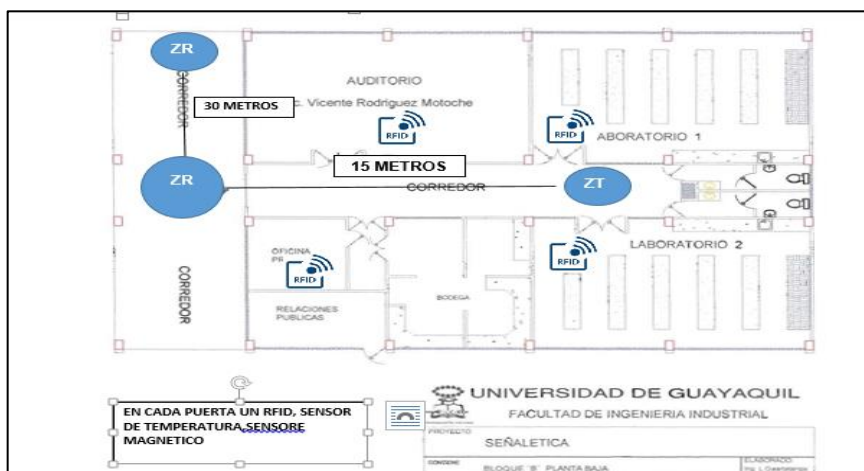 ZR
CORREDOR
30 METROS
AUDITORIO
c. Vicente Rodriguez Motoche
RFID
RFID
ABORATORIO 1
15 METROS
ZR
CORREDOR
ZT
CORREDOR
OFICINA
PR
RFID
RFID
LABORATORIO 2
BODEGA
RELACIONES
PUBLICAS
EN CADA PUERTA UN RFID, SENSOR
DE TEMPERATURA,SENSORE
MAGNETICO
UNIVERSIDAD DE GUAYAQUIL
FACULTAD DE INGENIERIA INDUSTRIAL
PROYECTO
SEÑALETICA
CONTIENE
BLOQUE "B" PLANTA BAJA
ELABORADO